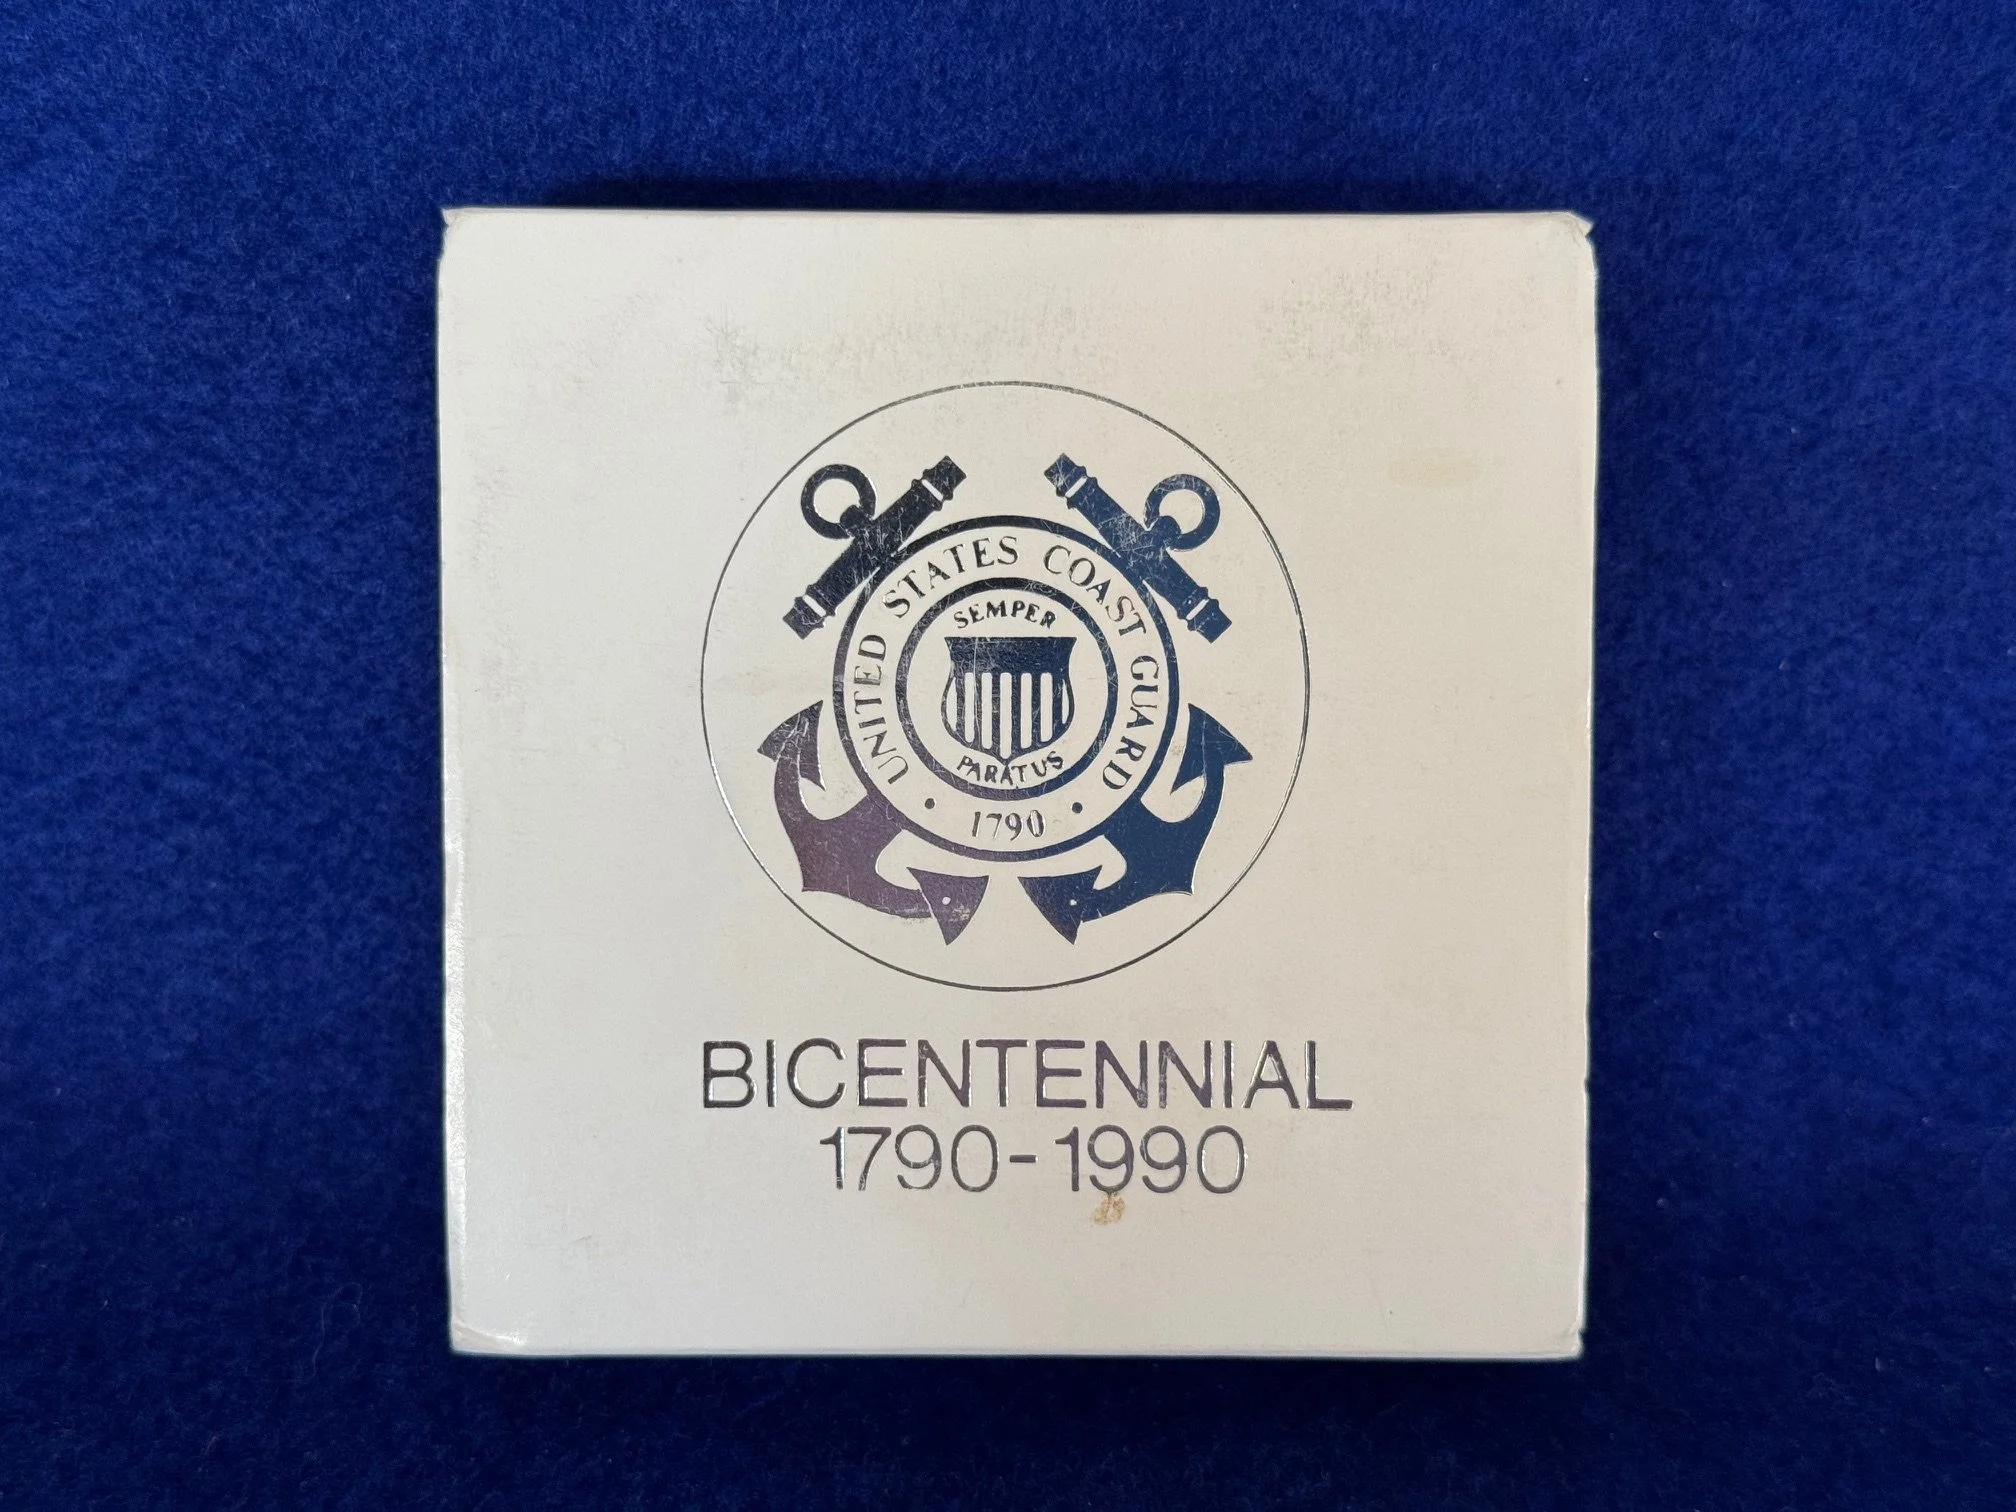 UNITED STATES COAST GUARD
SEMPER
PARATUS
• 1790 •
BICENTENNIAL
1790-1990